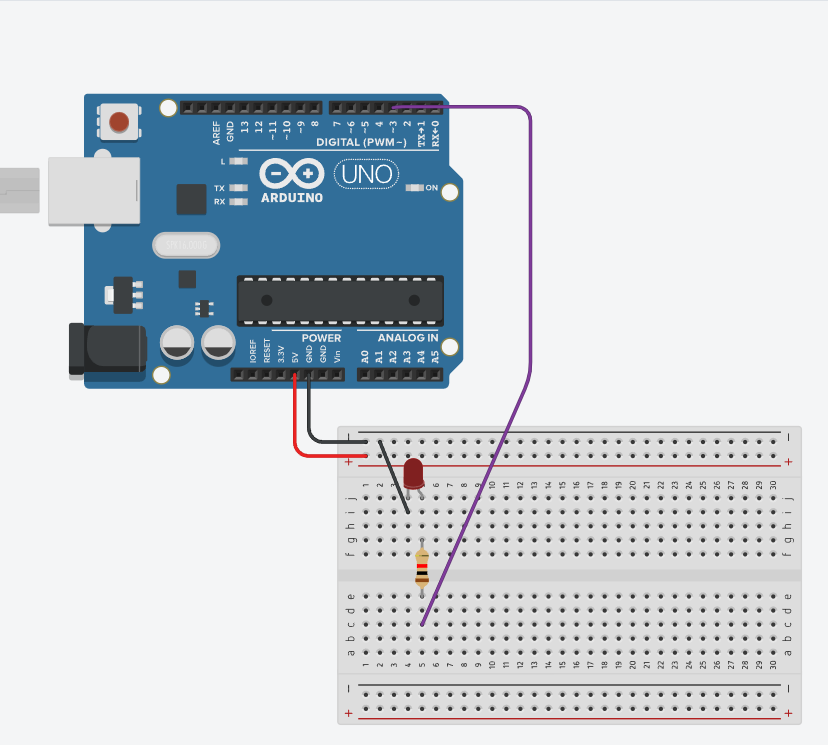 AREF GND 13 12 ~11 ~10 ~9 8 7 ~6 ~5 4 ~3 2 TX→1 RX←0
DIGITAL (PWM~)
L
TX
RX
UNO
ON
ARDUINO
POWER
ANALOG IN
IOREF RESET 3.3V 5V GND GND Vin A0 A1 A2 A3 A4 A5
− −
+ +
1 2 3 4 6 7 8 9 10 11 12 13 14 15 16 17 18 19 20 21 22 23 24 25 26 27 28 29 30
j j
i i
h h
g g
f f
e e
d d
c c
b b
a a
1 2 3 4 5 6 7 8 9 10 11 12 13 14 15 16 17 18 19 20 21 22 23 24 25 26 27 28 29 30
− −
+ +